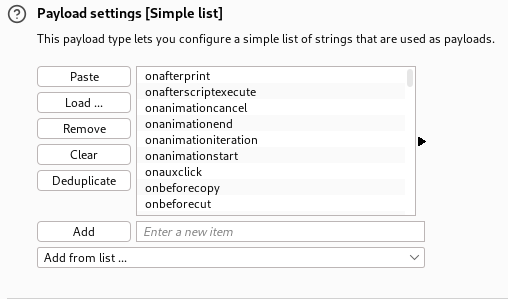 Payload settings [Simple list]
This payload type lets you configure a simple list of strings that are used as payloads.
Paste
Load ...
Remove
Clear
Deduplicate
onafterprint
onafterscriptexecute
onanimationcancel
onanimationend
onanimationiteration
onanimationstart
onauxclick
onbeforecopy
onbeforecut
Add
Enter a new item
Add from list ...